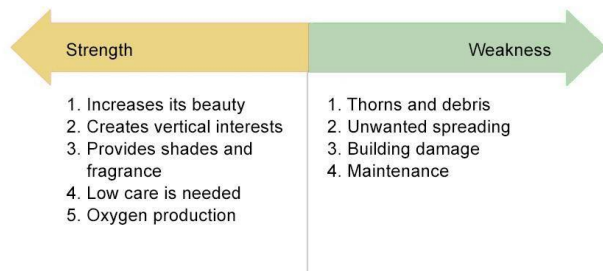 Strength
Weakness
1. Increases its beauty
2. Creates vertical interests
3. Provides shades and
fragrance
4. Low care is needed
5. Oxygen production
1. Thorns and debris
2. Unwanted spreading
3. Building damage
4. Maintenance